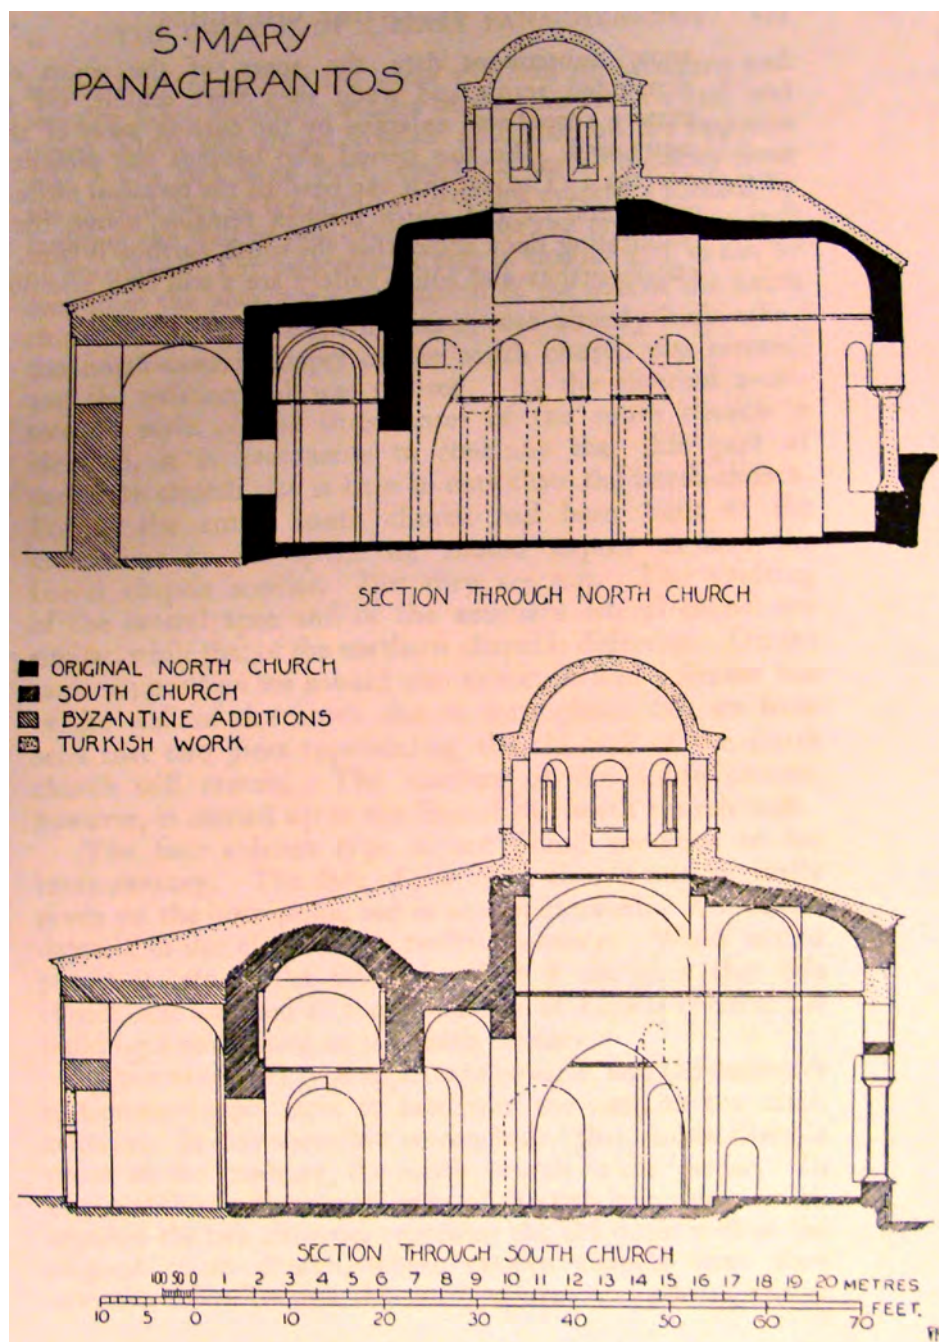 S·MARY
PANACHRANTOS
SECTION THROUGH NORTH CHURCH
ORIGINAL NORTH CHURCH
SOUTH CHURCH
BYZANTINE ADDITIONS
TURKISH WORK
SECTION THROUGH SOUTH CHURCH
100 50 0 1 2 3 4 5 6 7 8 9 10 11 12 13 14 15 16 17 18 19 20 METRES
10 5 0 10 20 30 40 50 60 70 FEET.